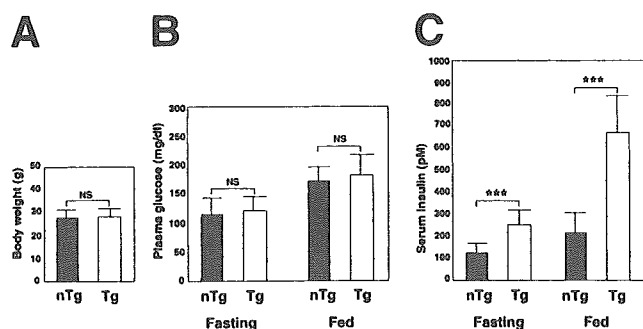 A
B
C
Body weight (g)
50
40
30
20
10
0
NS
nTg
Tg
Plasma glucose (mg/dl)
300
250
200
150
100
50
0
NS
NS
nTg
Tg
nTg
Tg
Fasting
Fed
Serum insulin (pM)
1000
900
800
700
600
500
400
300
200
100
0
***
***
nTg
Tg
nTg
Tg
Fasting
Fed